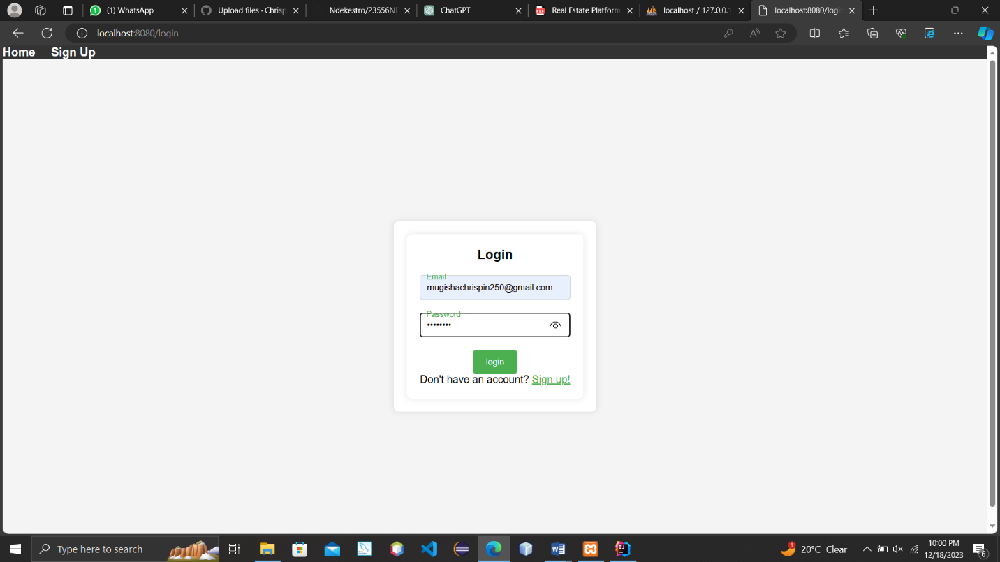 (1) WhatsApp
Upload files · Chrisp
Ndekestro/23556N
ChatGPT
Real Estate Platform
localhost / 127.0.0.1
localhost:8080/login
localhost:8080/login
Home Sign Up
Login
Email
mugishachrispin250@gmail.com
Password
login
Don't have an account? Sign up!
Type here to search
1
20°C Clear
10:00 PM
12/18/2023
6